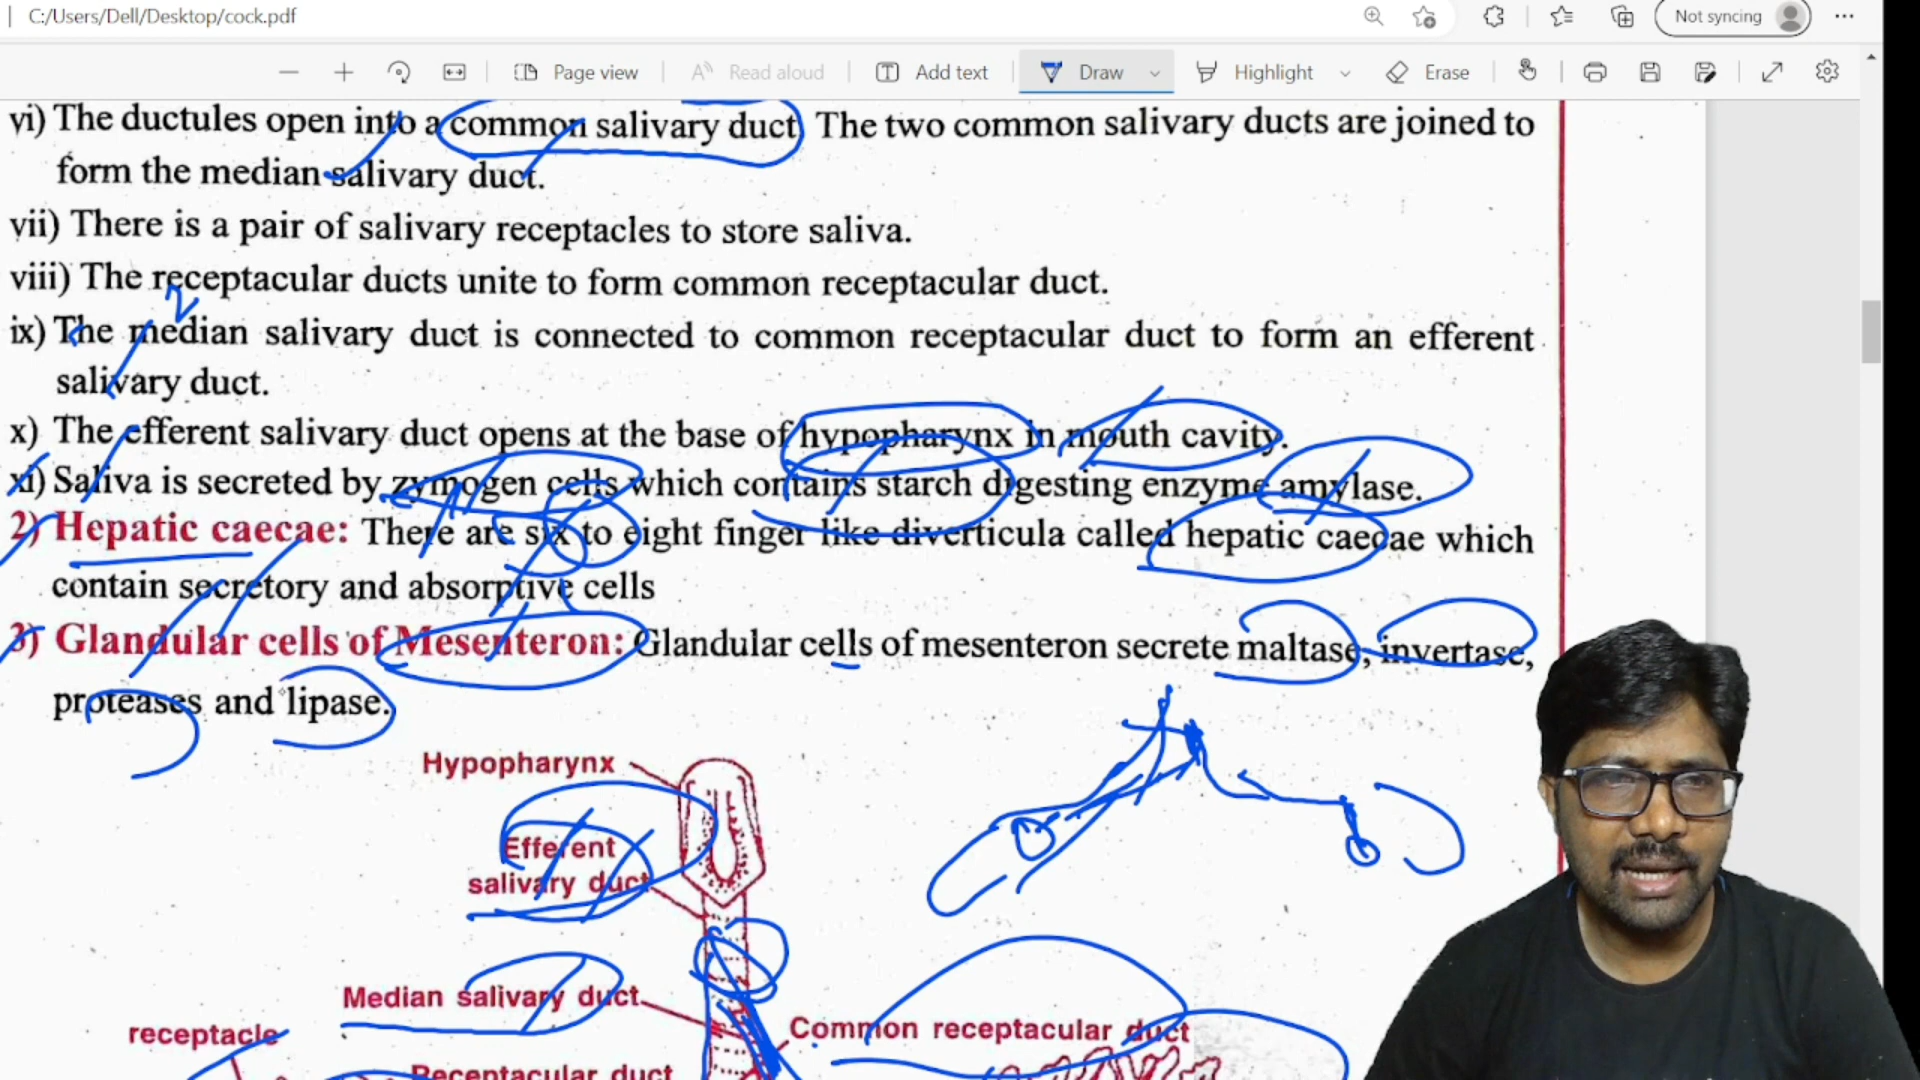 C:/Users/Dell/Desktop/cock.pdf
Not syncing
Page view
Read aloud
Add text
Draw
Highlight
Erase
vi) The ductules open into a common salivary duct. The two common salivary ducts are joined to
form the median salivary duct.
vii) There is a pair of salivary receptacles to store saliva.
viii) The receptacular ducts unite to form common receptacular duct.
ix) The median salivary duct is connected to common receptacular duct to form an efferent
salivary duct.
x) The efferent salivary duct opens at the base of hypopharynx in mouth cavity.
xi) Saliva is secreted by zymogen cells which contains starch digesting enzyme amylase.
2) Hepatic caecae: There are six to eight finger like diverticula called hepatic caecae which
contain secretory and absorptive cells
3) Glandular cells of Mesenteron: Glandular cells of mesenteron secrete maltase, invertase,
proteases and lipase.
Hypopharynx
Efferent
salivary duct
Median salivary duct
Common receptacular duct
receptacle
Receptacular duct